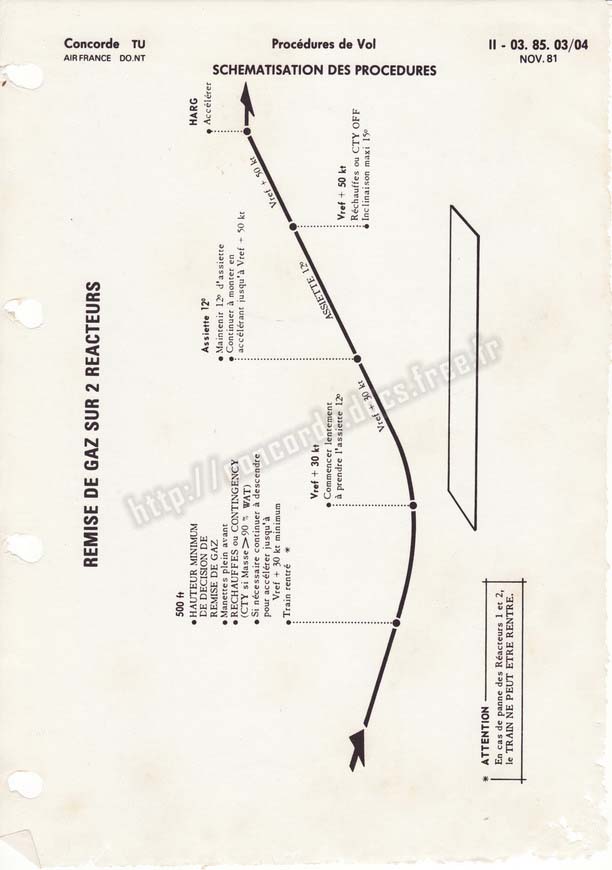 Concorde TU
AIR FRANCE DO.NT
Procédures de Vol
II - 03. 85. 03/04
NOV. 81
SCHEMATISATION DES PROCEDURES
REMISE DE GAZ SUR 2 REACTEURS
500 ft
• HAUTEUR MINIMUM
DE DECISION DE
REMISE DE GAZ
• Manettes plein avant
• RECHAUFFES ou CONTINGENCY
(CTY si Masse > 90 % WAT)
• Si nécessaire continuer à descendre
pour accélérer jusqu'à
Vref + 30 kt minimum
• Train rentré *
Vref + 30 kt
• Commencer lentement
à prendre l'assiette 12°
Vref + 30 kt
Assiette 12°
• Maintenir 12° d'assiette
• Continuer à monter en
accélérant jusqu'à Vref + 50 kt
ASSIETTE 12°
Vref + 50 kt
• Réchauffes ou CTY OFF
• Inclinaison maxi 15°
Vref + 50 kt
HARG
• Accélérer
* ATTENTION
En cas de panne des Réacteurs 1 et 2,
le TRAIN NE PEUT ETRE RENTRE.
http://concorde.docs.free.fr